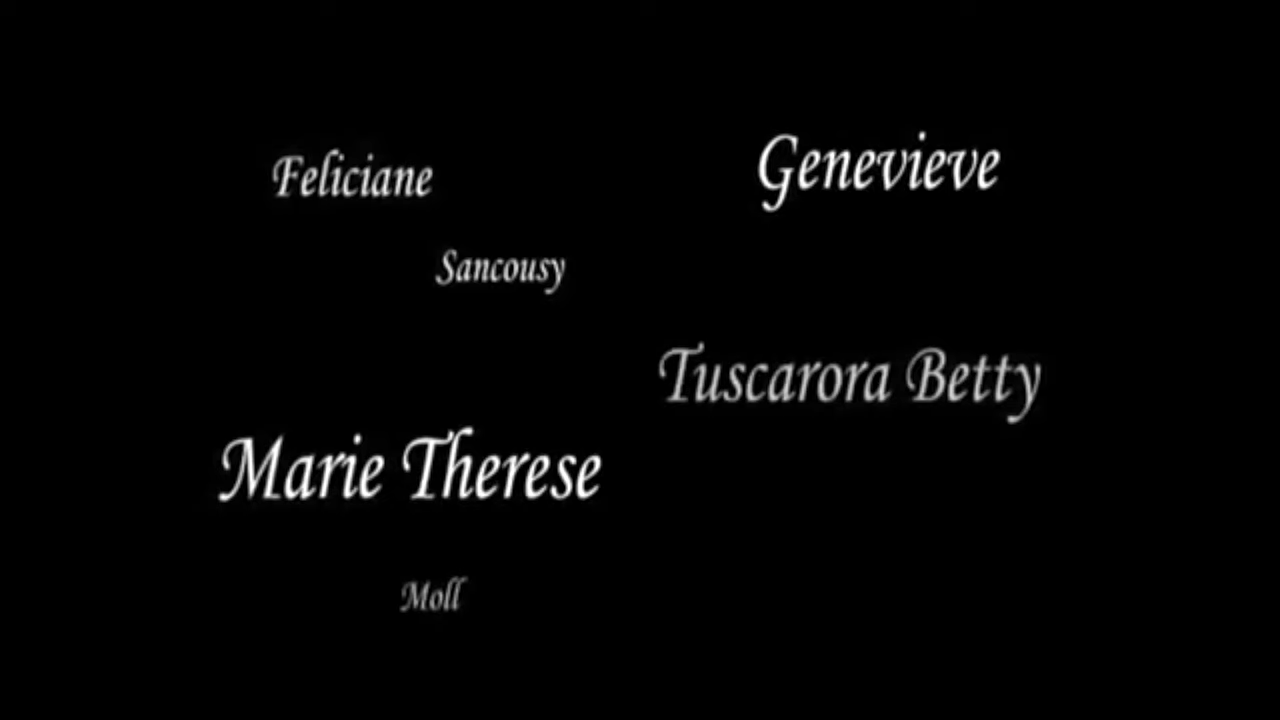 Feliciane
Genevieve
Sancousy
Tuscarora Betty
Marie Therese
Moll